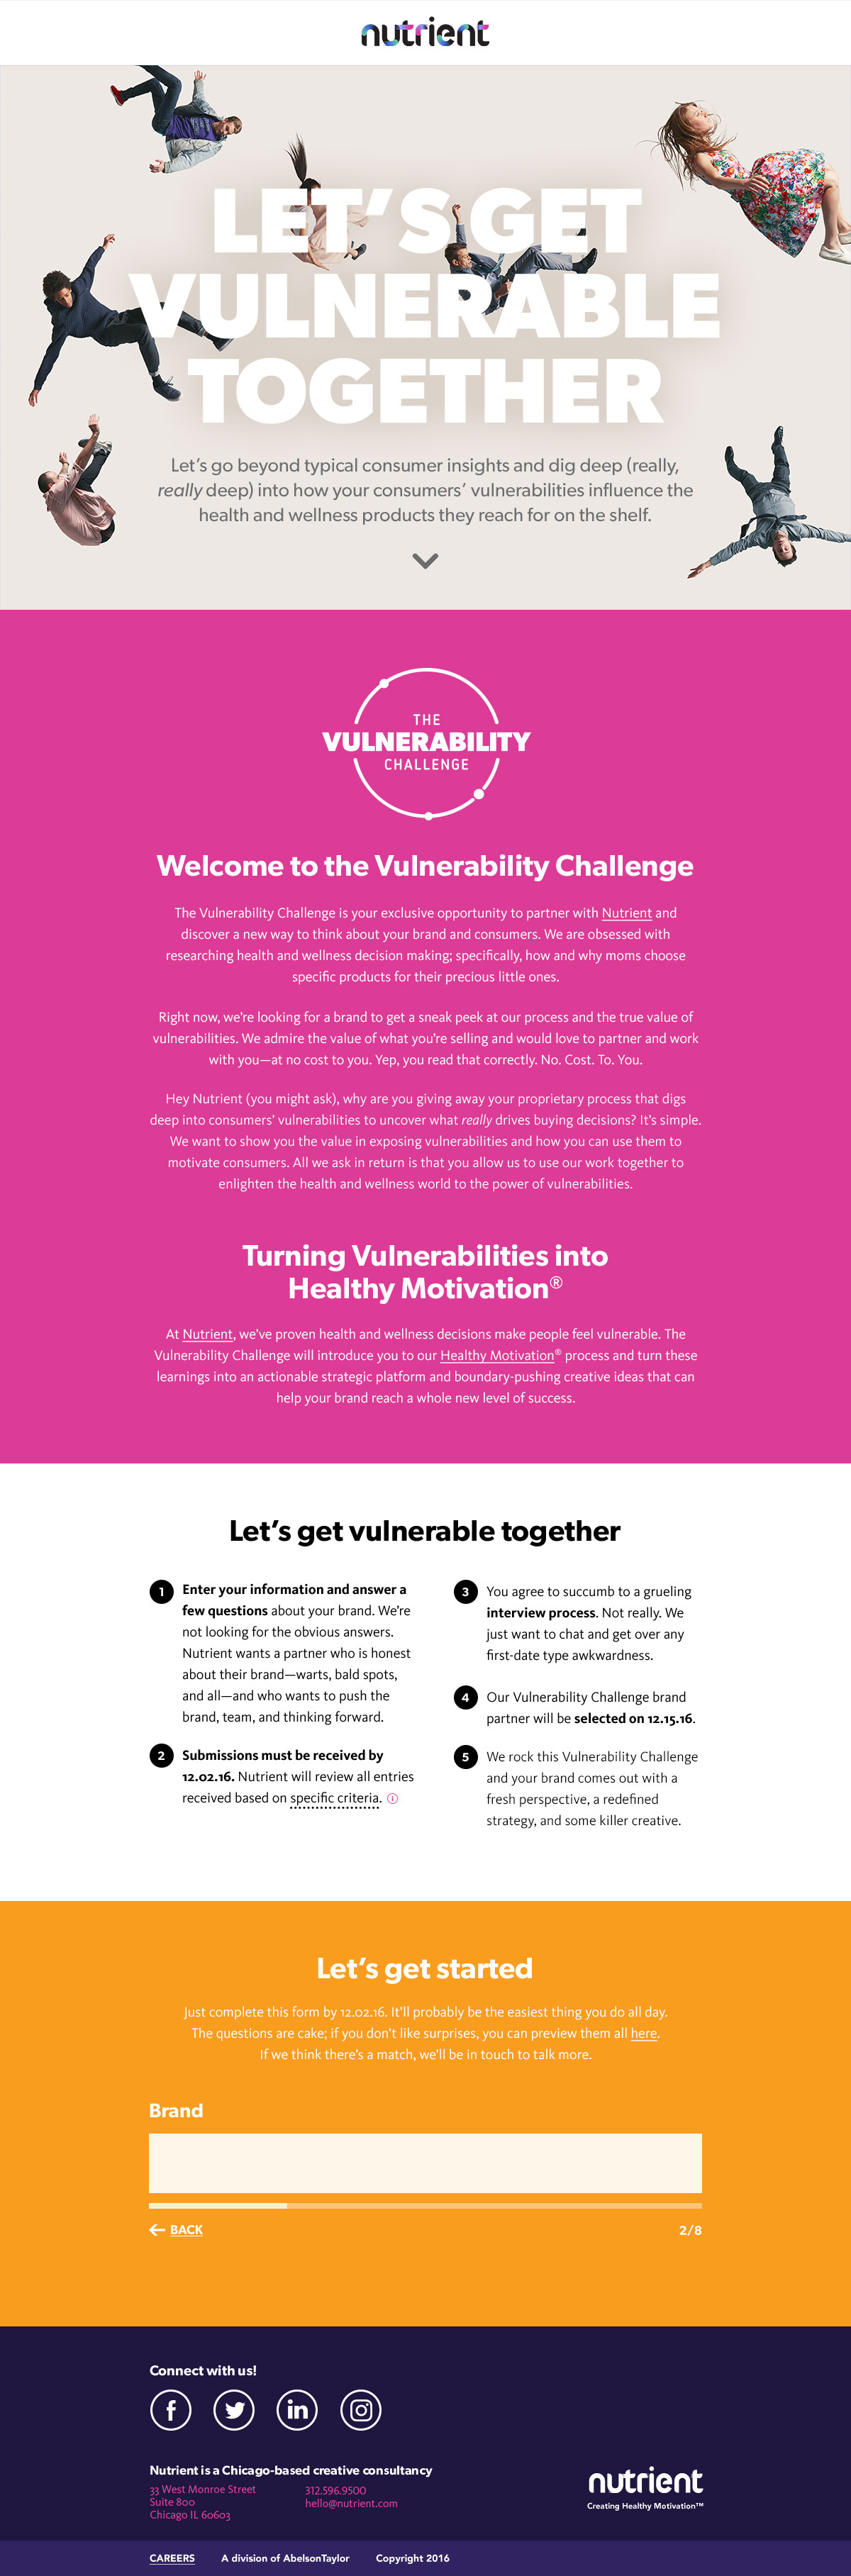 nutrient
LET’S GET
VULNERABLE
TOGETHER
Let’s go beyond typical consumer insights and dig deep (really,
really deep) into how your consumers’ vulnerabilities influence the
health and wellness products they reach for on the shelf.
THE
VULNERABILITY
CHALLENGE
Welcome to the Vulnerability Challenge
The Vulnerability Challenge is your exclusive opportunity to partner with Nutrient and
discover a new way to think about your brand and consumers. We are obsessed with
researching health and wellness decision making; specifically, how and why moms choose
specific products for their precious little ones.
Right now, we’re looking for a brand to get a sneak peek at our process and the true value of
vulnerabilities. We admire the value of what you’re selling and would love to partner and work
with you—at no cost to you. Yep, you read that correctly. No. Cost. To. You.
Hey Nutrient (you might ask), why are you giving away your proprietary process that digs
deep into consumers’ vulnerabilities to uncover what really drives buying decisions? It’s simple.
We want to show you the value in exposing vulnerabilities and how you can use them to
motivate consumers. All we ask in return is that you allow us to use our work together to
enlighten the health and wellness world to the power of vulnerabilities.
Turning Vulnerabilities into
Healthy Motivation®
At Nutrient, we’ve proven health and wellness decisions make people feel vulnerable. The
Vulnerability Challenge will introduce you to our Healthy Motivation® process and turn these
learnings into an actionable strategic platform and boundary-pushing creative ideas that can
help your brand reach a whole new level of success.
Let’s get vulnerable together
1 Enter your information and answer a
few questions about your brand. We’re
not looking for the obvious answers.
Nutrient wants a partner who is honest
about their brand—warts, bald spots,
and all—and who wants to push the
brand, team, and thinking forward.
2 Submissions must be received by
12.02.16. Nutrient will review all entries
received based on specific criteria. i
3 You agree to succumb to a grueling
interview process. Not really. We
just want to chat and get over any
first-date type awkwardness.
4 Our Vulnerability Challenge brand
partner will be selected on 12.15.16.
5 We rock this Vulnerability Challenge
and your brand comes out with a
fresh perspective, a redefined
strategy, and some killer creative.
Let’s get started
Just complete this form by 12.02.16. It’ll probably be the easiest thing you do all day.
The questions are cake; if you don’t like surprises, you can preview them all here.
If we think there’s a match, we’ll be in touch to talk more.
Brand
BACK 2/8
Connect with us!
f in
Nutrient is a Chicago-based creative consultancy
33 West Monroe Street
Suite 800
Chicago IL 60603
312.596.9500
hello@nutrient.com
nutrient
Creating Healthy Motivation™
CAREERS A division of AbelsonTaylor Copyright 2016